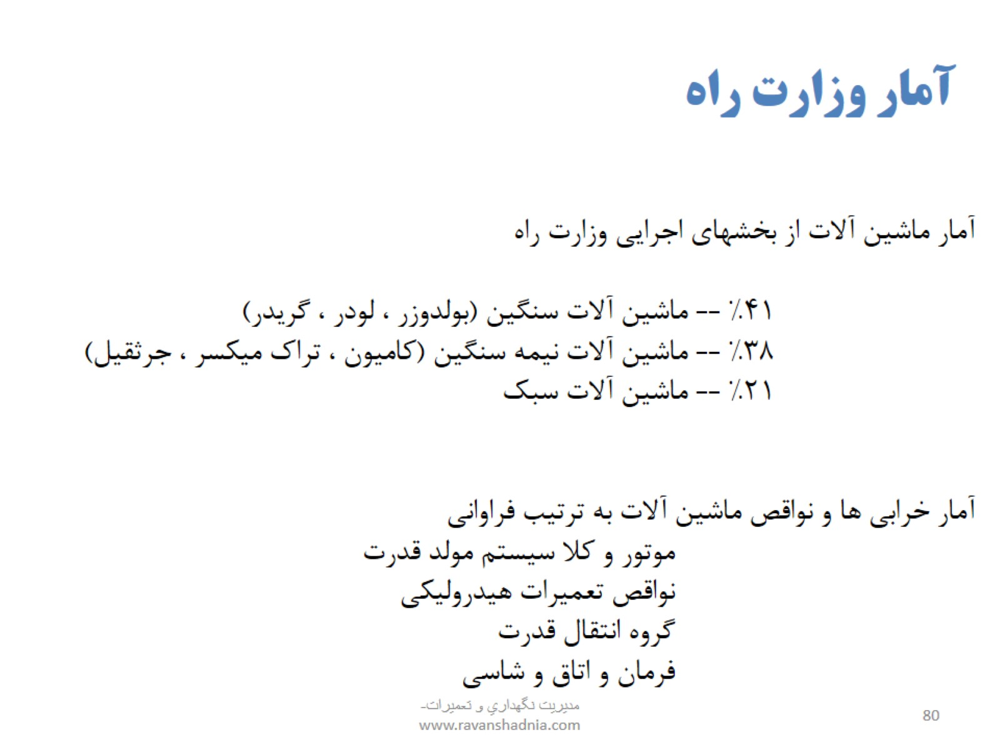 آمار وزارت راه
آمار ماشین آلات از بخشهای اجرایی وزارت راه
۴۱٪ -- ماشین آلات سنگین (بولدوزر ، لودر ، گریدر)
۳۸٪ -- ماشین آلات نیمه سنگین (کامیون ، تراک میکسر ، جرثقیل)
۲۱٪ -- ماشین آلات سبک
آمار خرابی ها و نواقص ماشین آلات به ترتیب فراوانی
موتور و کلا سیستم مولد قدرت
نواقص تعمیرات هیدرولیکی
گروه انتقال قدرت
فرمان و اتاق و شاسی
مديريت نگهداري و تعميرات-
www.ravanshadnia.com
80